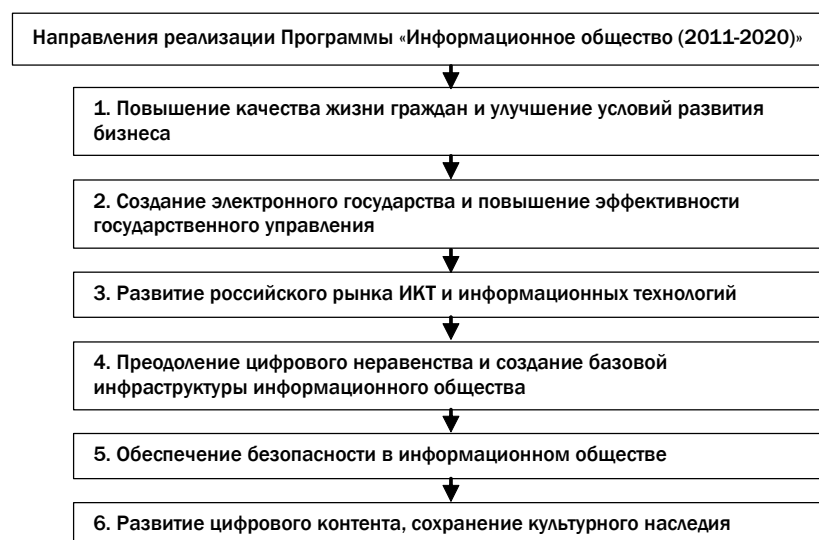 Направления реализации Программы «Информационное общество (2011-2020)»
1. Повышение качества жизни граждан и улучшение условий развития
бизнеса
2. Создание электронного государства и повышение эффективности
государственного управления
3. Развитие российского рынка ИКТ и информационных технологий
4. Преодоление цифрового неравенства и создание базовой
инфраструктуры информационного общества
5. Обеспечение безопасности в информационном обществе
6. Развитие цифрового контента, сохранение культурного наследия